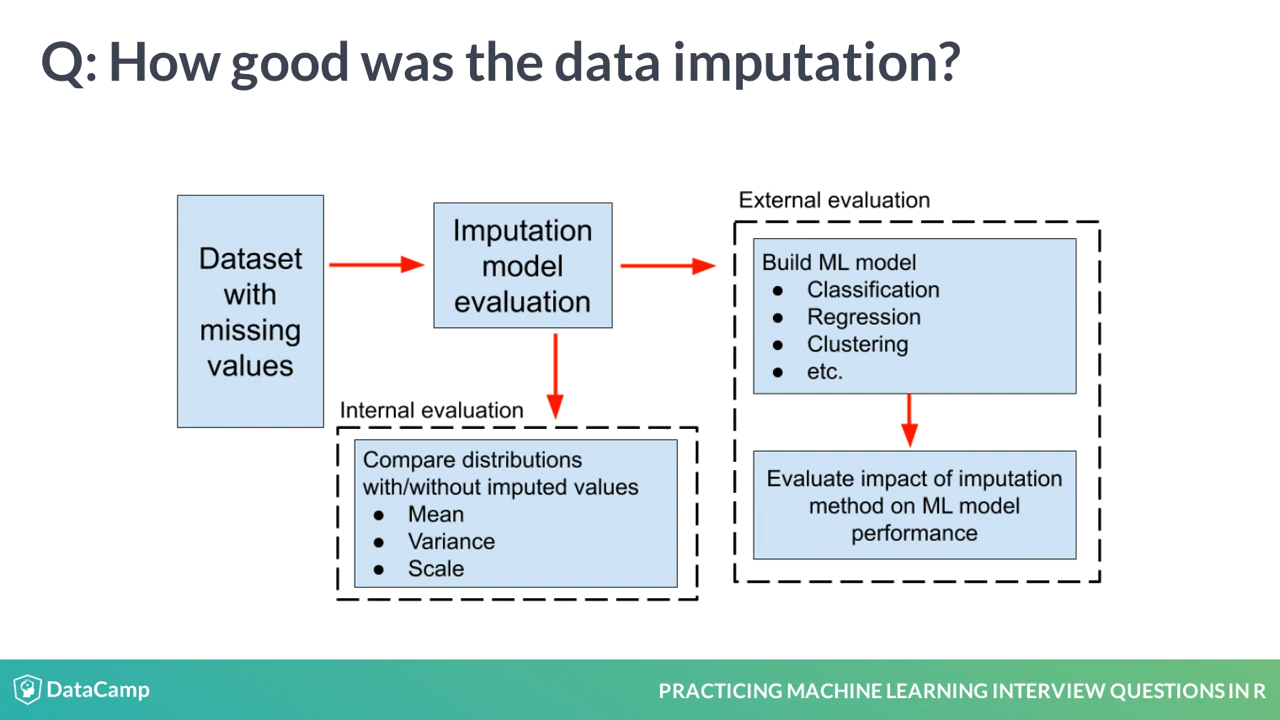 Q: How good was the data imputation?
Dataset
with
missing
values
Imputation
model
evaluation
Internal evaluation
Compare distributions
with/without imputed values
● Mean
● Variance
● Scale
External evaluation
Build ML model
● Classification
● Regression
● Clustering
● etc.
Evaluate impact of imputation
method on ML model
performance
DataCamp
PRACTICING MACHINE LEARNING INTERVIEW QUESTIONS IN R